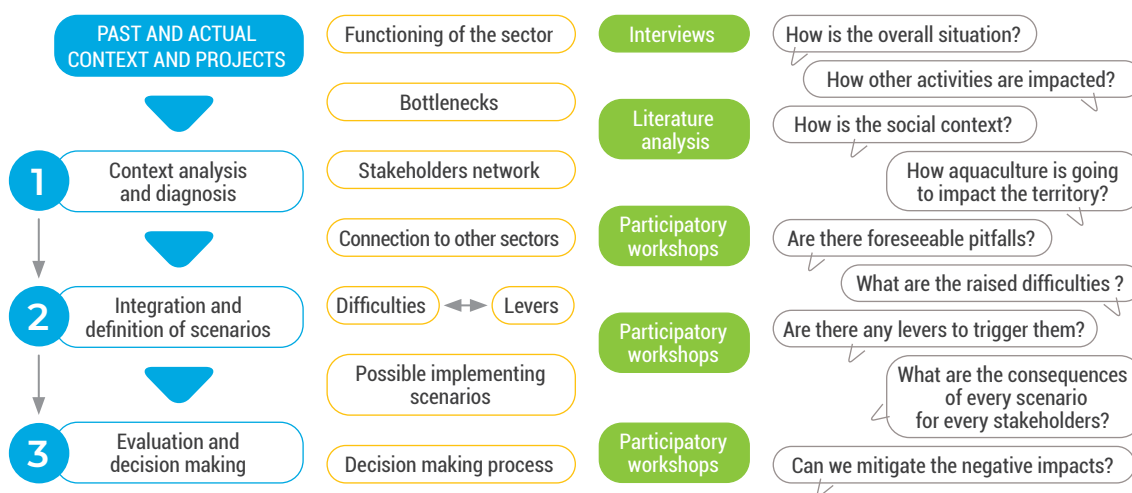 PAST AND ACTUAL
CONTEXT AND PROJECTS
1
Context analysis
and diagnosis
2
Integration and
definition of scenarios
3
Evaluation and
decision making
Functioning of the sector
Bottlenecks
Stakeholders network
Connection to other sectors
Difficulties
Levers
Possible implementing
scenarios
Decision making process
Interviews
Literature
analysis
Participatory
workshops
Participatory
workshops
Participatory
workshops
How is the overall situation?
How other activities are impacted?
How is the social context?
How aquaculture is going
to impact the territory?
Are there foreseeable pitfalls?
What are the raised difficulties ?
Are there any levers to trigger them?
What are the consequences
of every scenario
for every stakeholders?
Can we mitigate the negative impacts?